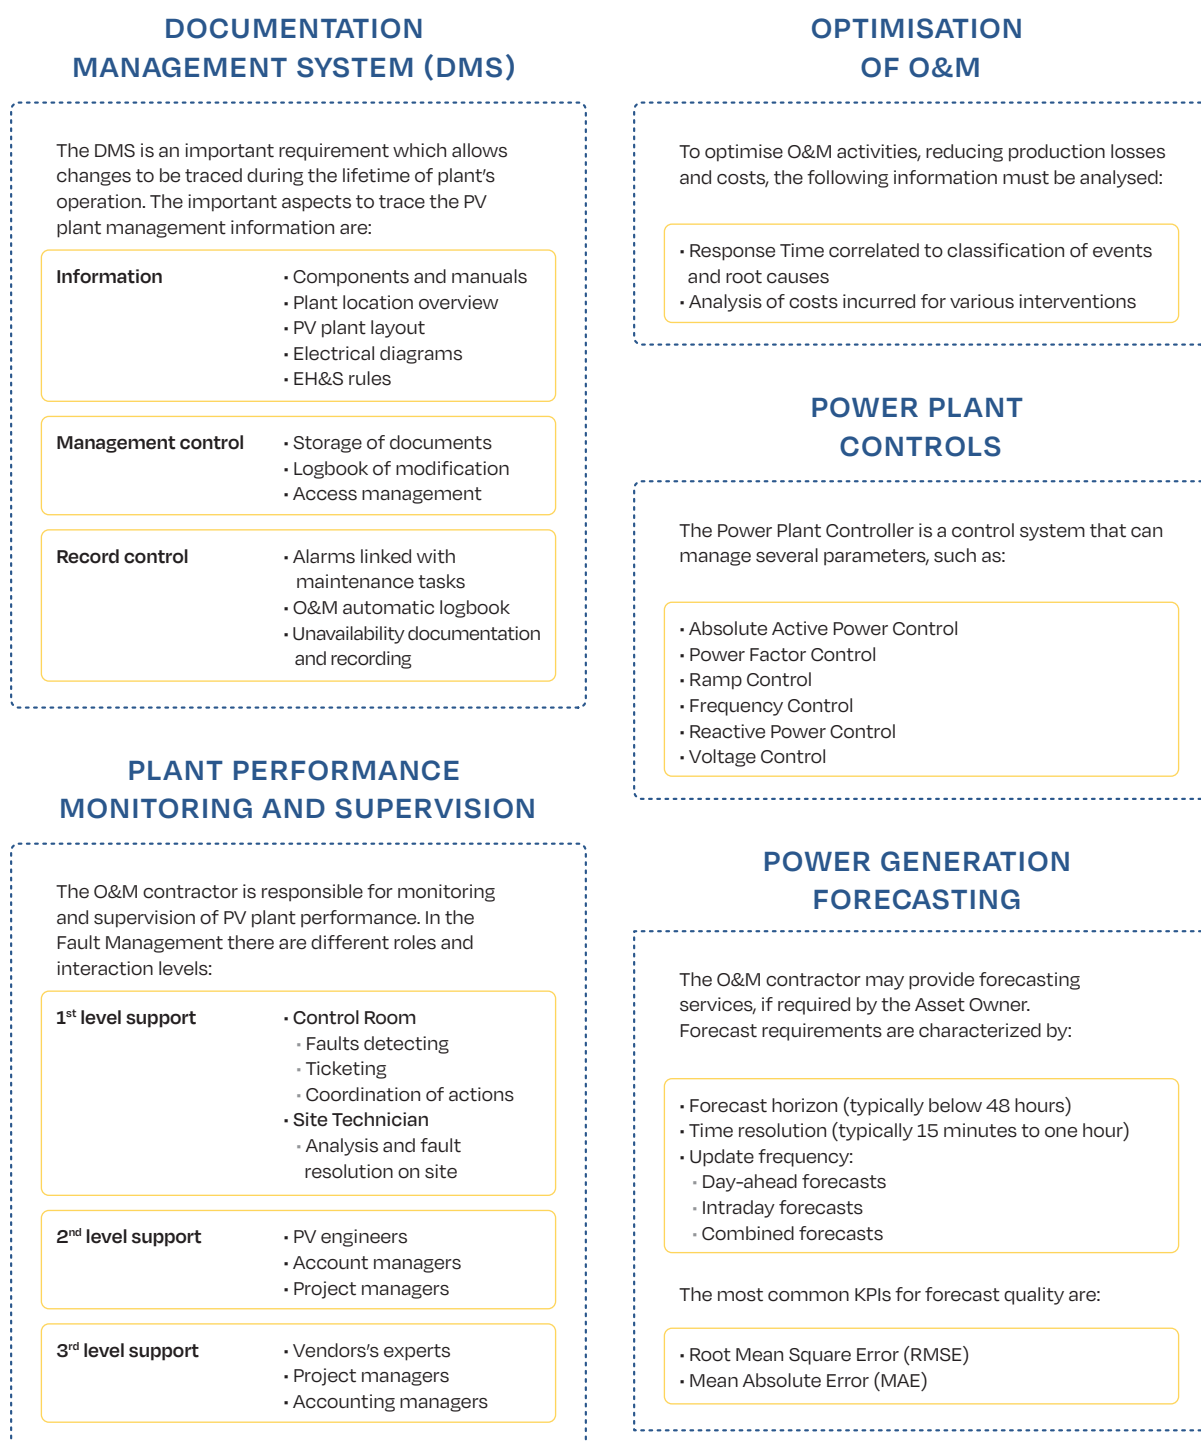 DOCUMENTATION
MANAGEMENT SYSTEM (DMS)
The DMS is an important requirement which allows
changes to be traced during the lifetime of plant's
operation. The important aspects to trace the PV
plant management information are:
Information
• Components and manuals
• Plant location overview
• PV plant layout
• Electrical diagrams
• EH&S rules
Management control
• Storage of documents
• Logbook of modification
• Access management
Record control
• Alarms linked with
maintenance tasks
• O&M automatic logbook
• Unavailability documentation
and recording
PLANT PERFORMANCE
MONITORING AND SUPERVISION
The O&M contractor is responsible for monitoring
and supervision of PV plant performance. In the
Fault Management there are different roles and
interaction levels:
1st level support
• Control Room
• Faults detecting
• Ticketing
• Coordination of actions
• Site Technician
• Analysis and fault
resolution on site
2nd level support
• PV engineers
• Account managers
• Project managers
3rd level support
• Vendors's experts
• Project managers
• Accounting managers
OPTIMISATION
OF O&M
To optimise O&M activities, reducing production losses
and costs, the following information must be analysed:
• Response Time correlated to classification of events
and root causes
• Analysis of costs incurred for various interventions
POWER PLANT
CONTROLS
The Power Plant Controller is a control system that can
manage several parameters, such as:
• Absolute Active Power Control
• Power Factor Control
• Ramp Control
• Frequency Control
• Reactive Power Control
• Voltage Control
POWER GENERATION
FORECASTING
The O&M contractor may provide forecasting
services, if required by the Asset Owner.
Forecast requirements are characterized by:
• Forecast horizon (typically below 48 hours)
• Time resolution (typically 15 minutes to one hour)
• Update frequency:
• Day-ahead forecasts
• Intraday forecasts
• Combined forecasts
The most common KPIs for forecast quality are:
• Root Mean Square Error (RMSE)
• Mean Absolute Error (MAE)